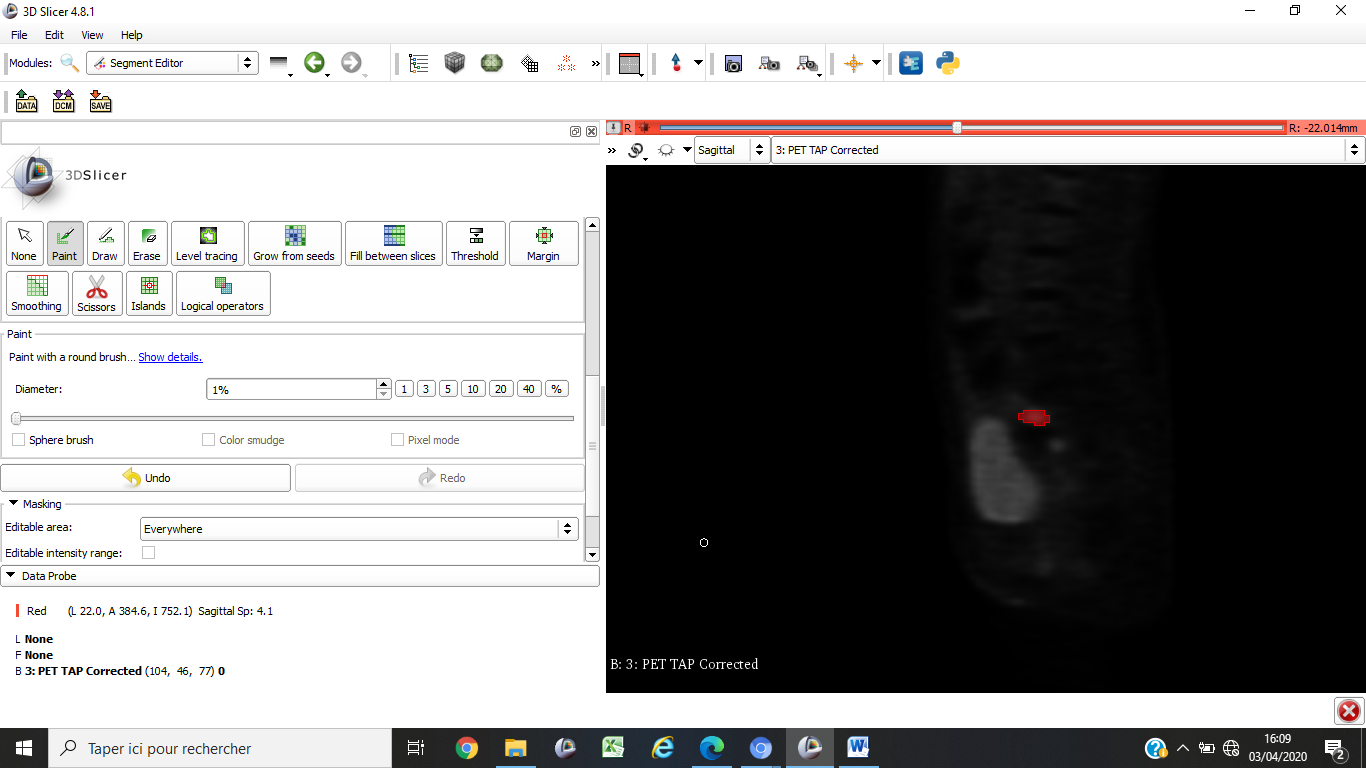 3D Slicer 4.8.1
File Edit View Help
Modules: Segment Editor »
DATA DCM SAVE
R R: -22.014mm
» Sagittal 3: PET TAP Corrected
3DSlicer
None Paint Draw Erase Level tracing Grow from seeds Fill between slices Threshold Margin
Smoothing Scissors Islands Logical operators
Paint
Paint with a round brush... Show details.
Diameter: 1% 1 3 5 10 20 40 %
Sphere brush Color smudge Pixel mode
Undo Redo
Masking
Editable area: Everywhere
Editable intensity range:
Data Probe
Red (L 22.0, A 384.6, I 752.1) Sagittal Sp: 4.1
L None
F None
B 3: PET TAP Corrected (104, 46, 77) 0
B: 3: PET TAP Corrected
Taper ici pour rechercher
16:09
03/04/2020
2